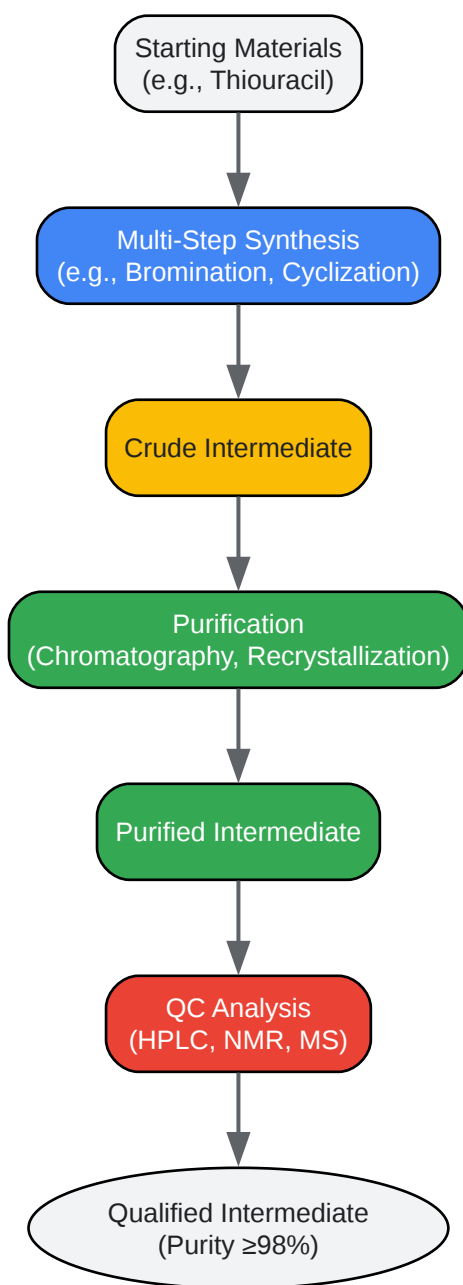 Starting Materials
(e.g., Thiouracil)
Multi-Step Synthesis
(e.g., Bromination, Cyclization)
Crude Intermediate
Purification
(Chromatography, Recrystallization)
Purified Intermediate
QC Analysis
(HPLC, NMR, MS)
Qualified Intermediate
(Purity ≥98%)